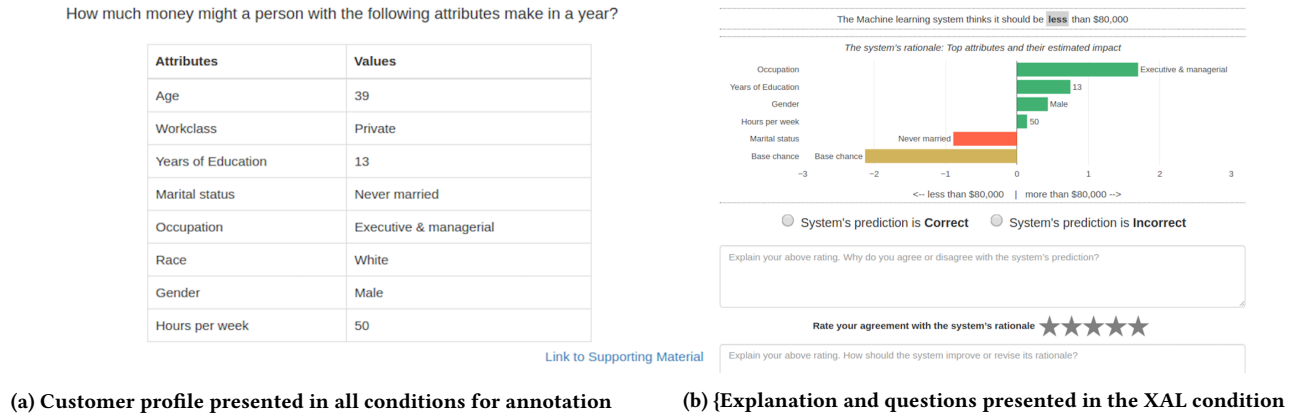 How much money might a person with the following attributes make in a year?
Attributes Values
Age 39
Workclass Private
Years of Education 13
Marital status Never married
Occupation Executive & managerial
Race White
Gender Male
Hours per week 50
Link to Supporting Material
(a) Customer profile presented in all conditions for annotation
The Machine learning system thinks it should be less than $80,000
The system's rationale: Top attributes and their estimated impact
Occupation Executive & managerial
Years of Education 13
Gender Male
Hours per week 50
Marital status Never married
Base chance Base chance
−3 −2 −1 0 1 2 3
<-- less than $80,000 | more than $80,000 -->
System's prediction is Correct System's prediction is Incorrect
Explain your above rating. Why do you agree or disagree with the system's prediction?
Rate your agreement with the system's rationale
Explain your above rating. How should the system improve or revise its rationale?
(b) {Explanation and questions presented in the XAL condition